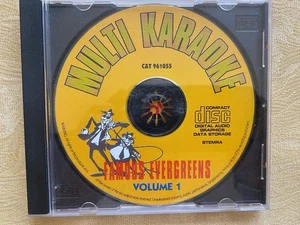 MULTI KARAOKE
CAT 961055
COMPACT
disc
DIGITAL AUDIO
GRAPHICS
DATA STORAGE
STEMRA
FAMOUS EVERGREENS
VOLUME 1